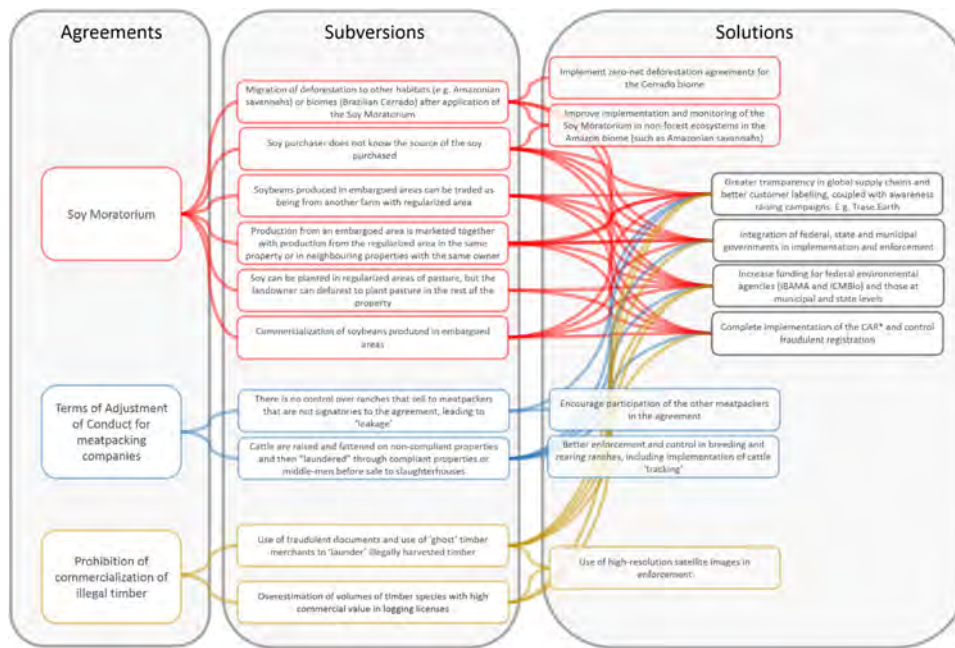 Agreements
Subversions
Solutions
Soy Moratorium
Terms of Adjustment
of Conduct for
meatpacking
companies
Prohibition of
commercialization of
illegal timber
Migration of deforestation to other habitats (e.g. Amazonian
savannahs) or biomes (Brazilian Cerrado) after application of
the Soy Moratorium
Soy purchaser does not know the source of the soy
purchased
Soybeans produced in embargoed areas can be traded as
being from another farm with regularized area
Production from an embargoed area is marketed together
with production from the regularized area in the same
property or in neighbouring properties with the same owner
Soy can be planted in regularized areas of pasture, but the
landowner can deforest to plant pasture in the rest of the
property
Commercialization of soybeans produced in embargoed
areas
There is no control over ranches that sell to meatpackers
that are not signatories to the agreement, leading to
'leakage'
Cattle are raised and fattened on non-compliant properties
and then "laundered" through compliant properties or
middle-men before sale to slaughterhouses
Use of fraudulent documents and use of 'ghost' timber
merchants to 'launder' illegally harvested timber
Overestimation of volumes of timber species with high
commercial value in logging licenses
Implement zero-net deforestation agreements for
the Cerrado biome
Improve implementation and monitoring of the
Soy Moratorium in non-forest ecosystems in the
Amazon biome (such as Amazonian savannahs)
Greater transparency in global supply chains and
better customer labelling, coupled with awareness
raising campaigns. E.g. Trase.Earth
Integration of federal, state and municipal
governments in implementation and enforcement
Increase funding for federal environmental
agencies (IBAMA and ICMBio) and those at
municipal and state levels
Complete implementation of the CAR* and control
fraudulent registration
Encourage participation of the other meatpackers
in the agreement
Better enforcement and control in breeding and
rearing ranches, including implementation of cattle
'tracking'
Use of high-resolution satellite images in
enforcement